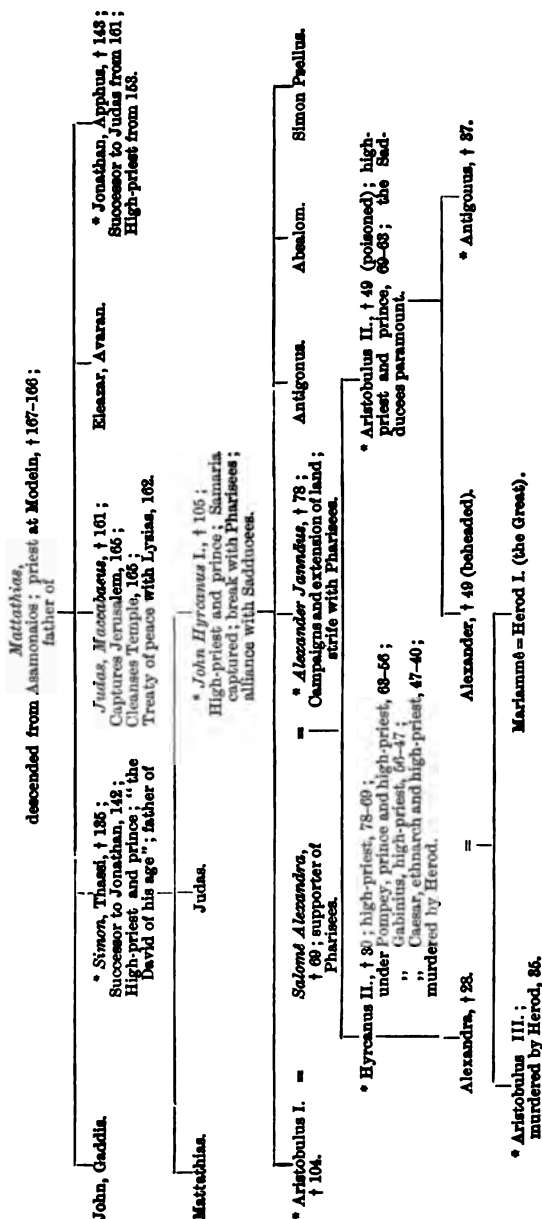 Mattathias,
descended from Asamonaios; priest at Modein, † 167-166;
father of
John, Gaddis.
* Simon, Thassi, † 135;
Successor to Jonathan, 142;
High-priest and prince; "the
David of his age"; father of
Judas, Maccabaeus, † 161;
Captures Jerusalem, 165;
Cleanses Temple, 165;
Treaty of peace with Lysias, 162.
Eleazar, Avaran.
* Jonathan, Apphus, † 143;
Successor to Judas from 161;
High-priest from 153.
Mattathias.
Judas.
* John Hyrcanus I., † 105;
High-priest and prince; Samaria
captured; break with Pharisees;
alliance with Sadducees.
* Aristobulus I. =
† 104.
Salomé Alexandra,
† 69; supporter of
Pharisees.
=
* Alexander Jannæus, † 78;
Campaigns and extension of land;
strife with Pharisees.
Antigonus.
Absalom.
Simon Psellus.
* Hyrcanus II., † 30; high-priest, 78-69;
under Pompey, prince and high-priest, 63-56;
„ Gabinius, high-priest, 56-47;
„ Caesar, ethnarch and high-priest, 47-40;
murdered by Herod.
* Aristobulus II., † 49 (poisoned); high-
priest and prince, 69-63; the Sad-
ducees paramount.
Alexandra, † 28.
=
Alexander, † 49 (beheaded).
* Antigonus, † 37.
* Aristobulus III.;
murdered by Herod, 35.
Mariammê = Herod I. (the Great).